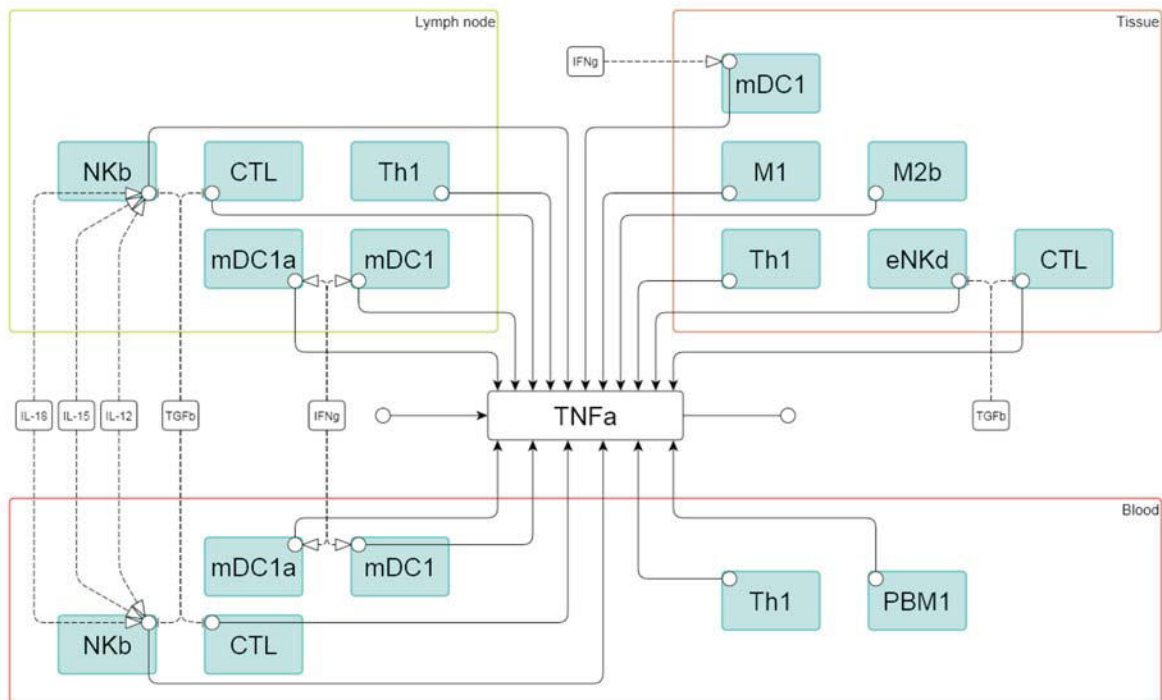 Lymph node
Tissue
IFNg
mDC1
NKb
CTL
Th1
M1
M2b
mDC1a
mDC1
Th1
eNKd
CTL
IL-18
IL-15
IL-12
TGFb
IFNg
TNFa
TGFb
Blood
mDC1a
mDC1
Th1
PBM1
NKb
CTL